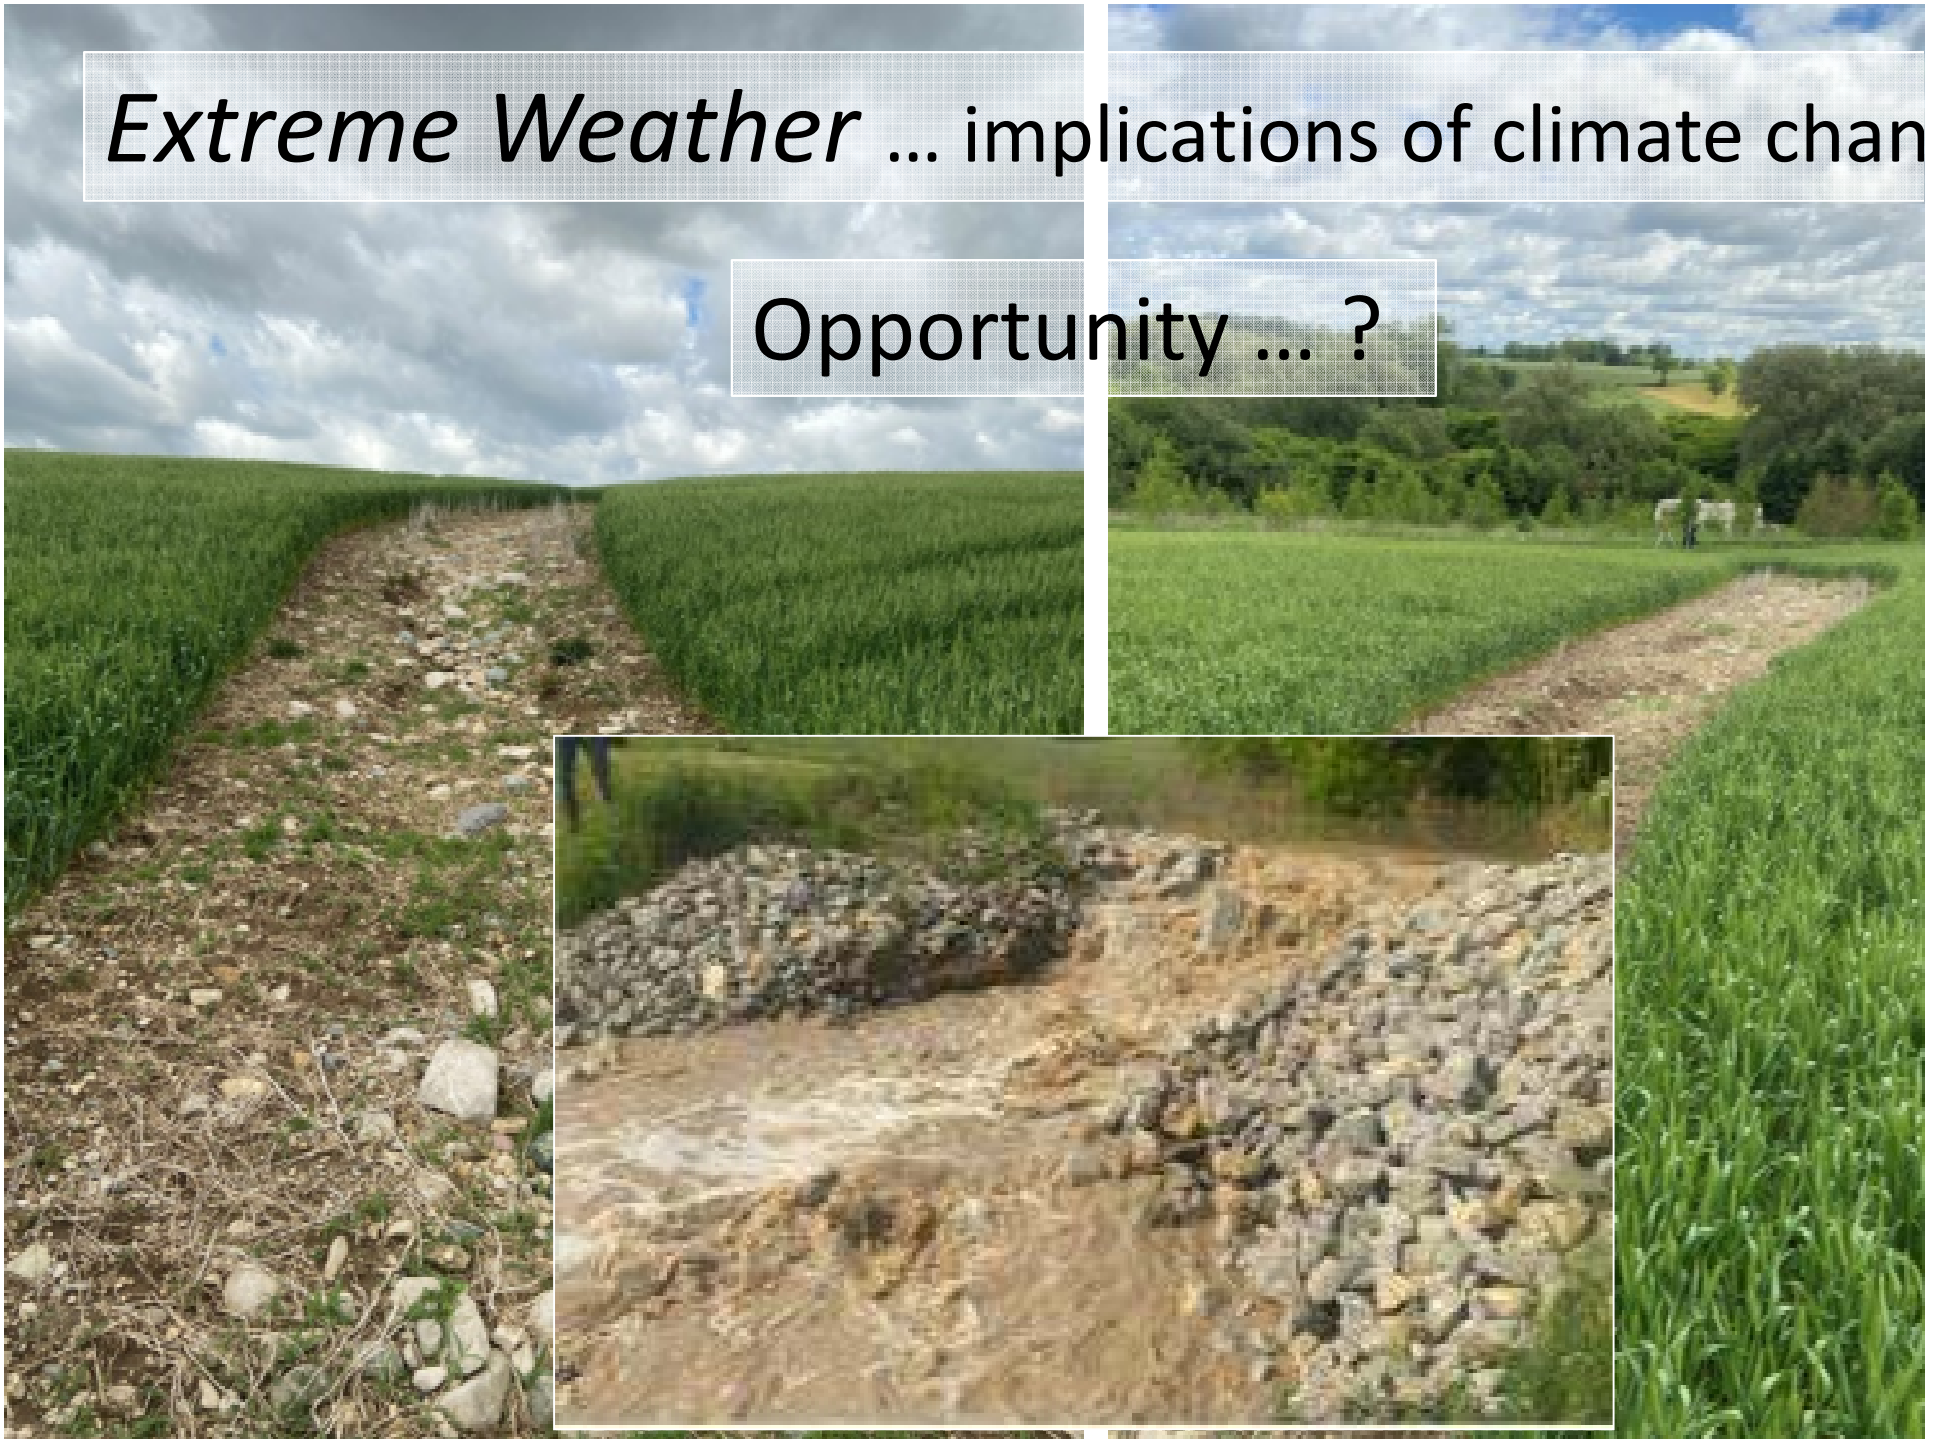 Extreme Weather ... implications of climate chan
Opportunity ... ?